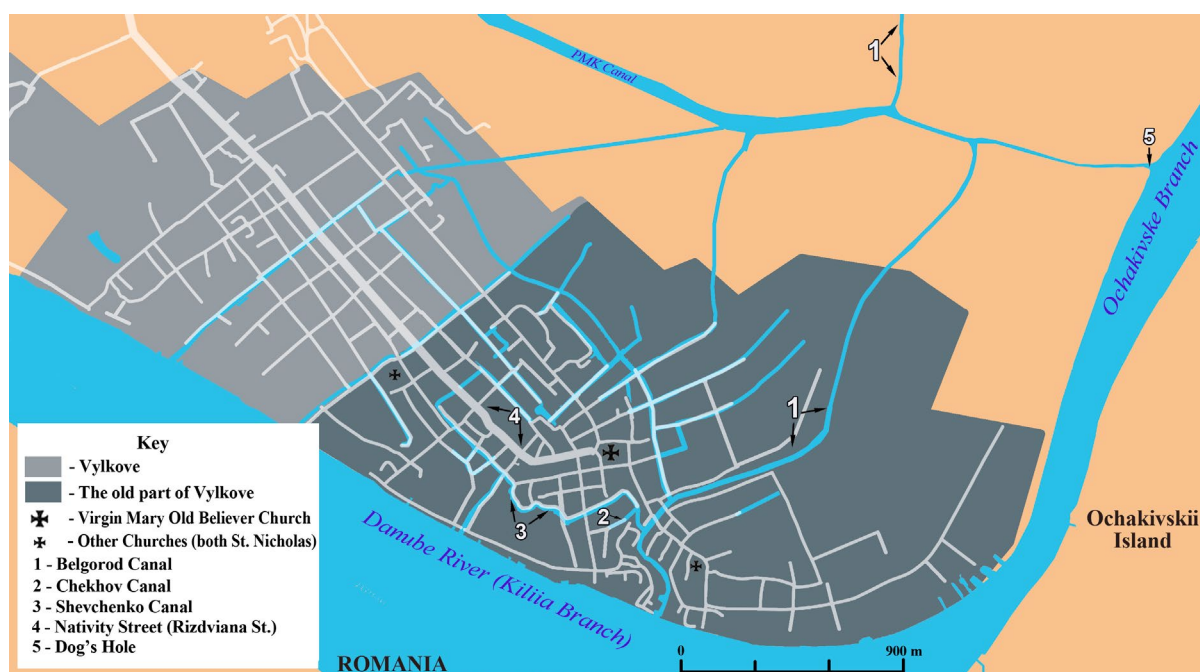 1
PMK Canal
5
Ochakivske Branch
4
1
Key
- Vylkove
- The old part of Vylkove
- Virgin Mary Old Believer Church
- Other Churches (both St. Nicholas)
1 - Belgorod Canal
2 - Chekhov Canal
3 - Shevchenko Canal
4 - Nativity Street (Rizdviana St.)
5 - Dog's Hole
3
2
Danube River (Kiliia Branch)
Ochakivskii
Island
ROMANIA
0
900 m